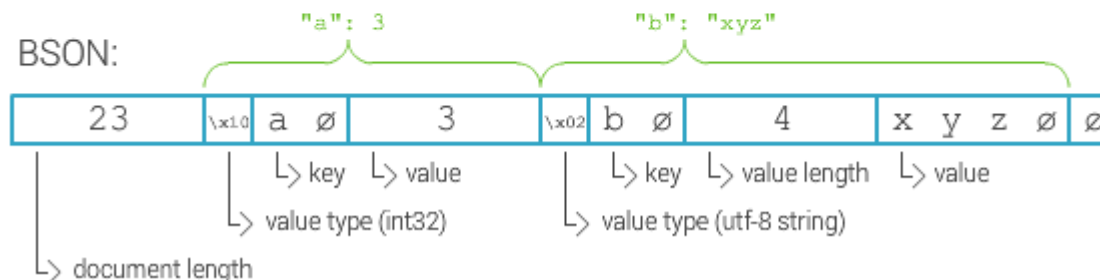 "a": 3 "b": "xyz"
BSON:
23 \x10 a ø 3 \x02 b ø 4 x y z ø ø
key value key value length value
value type (int32) value type (utf-8 string)
document length